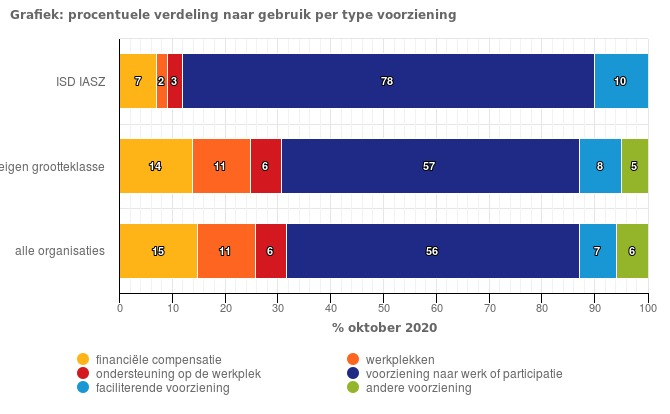 Grafiek: procentuele verdeling naar gebruik per type voorziening
ISD IASZ
7 2 3 78 10
eigen grootteklasse
14 11 6 57 8 5
alle organisaties
15 11 6 56 7 6
0 10 20 30 40 50 60 70 80 90 100
% oktober 2020
financiële compensatie werkplekken
ondersteuning op de werkplek voorziening naar werk of participatie
faciliterende voorziening andere voorziening